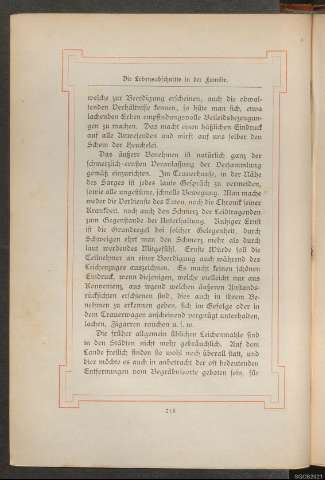 Die Lebensabschnitte in der Familie.
welche zur Beerdigung erscheinen, auch die obwal-
tenden Verhältnisse kennen, so hüte man sich, etwa
lachenden Erben empfindungsvolle Beileidsbezeugun-
gen zu machen. Das macht einen häßlichen Eindruck
auf alle Anwesenden und wirft auf uns selber den
Schein der Heuchelei.
Das äußere Benehmen ist natürlich ganz der
schmerzlich-ernsten Veranlassung der Versammlung
gemäß einzurichten. Im Trauerhause, in der Nähe
des Sarges ist jedes laute Gespräch zu vermeiden,
sowie alle ungestüme, schnelle Bewegung. Man mache
weder die Verdienste des Toten, noch die Chronik seiner
Krankheit, noch auch den Schmerz der Leidtragenden
zum Gegenstande der Unterhaltung. Ruhiger Ernst
ist die Grundregel bei solcher Gelegenheit, durch
Schweigen ehrt man den Schmerz mehr als durch
laut werdendes Mitgefühl. Ernste Würde soll die
Teilnehmer an einer Beerdigung auch während des
Leichenzuges auszeichnen. Es macht keinen schönen
Eindruck, wenn diejenigen, welche vielleicht nur aus
Konvenienz, aus irgend welchen äußeren Anstands-
rücksichten erschienen sind, dies auch in ihrem Be-
nehmen zu erkennen geben, sich im Gefolge oder in
dem Trauerwagen anscheinend vergnügt unterhalten,
lachen, Zigarren rauchen u. s. w.
Die früher allgemein üblichen Leichenmahle sind
in den Städten nicht mehr gebräuchlich. Auf dem
Lande freilich finden sie wohl noch überall statt, und
dies möchte es auch in anbetracht der oft bedeutenden
Entfernungen vom Begräbnisorte geboten sein, für
218